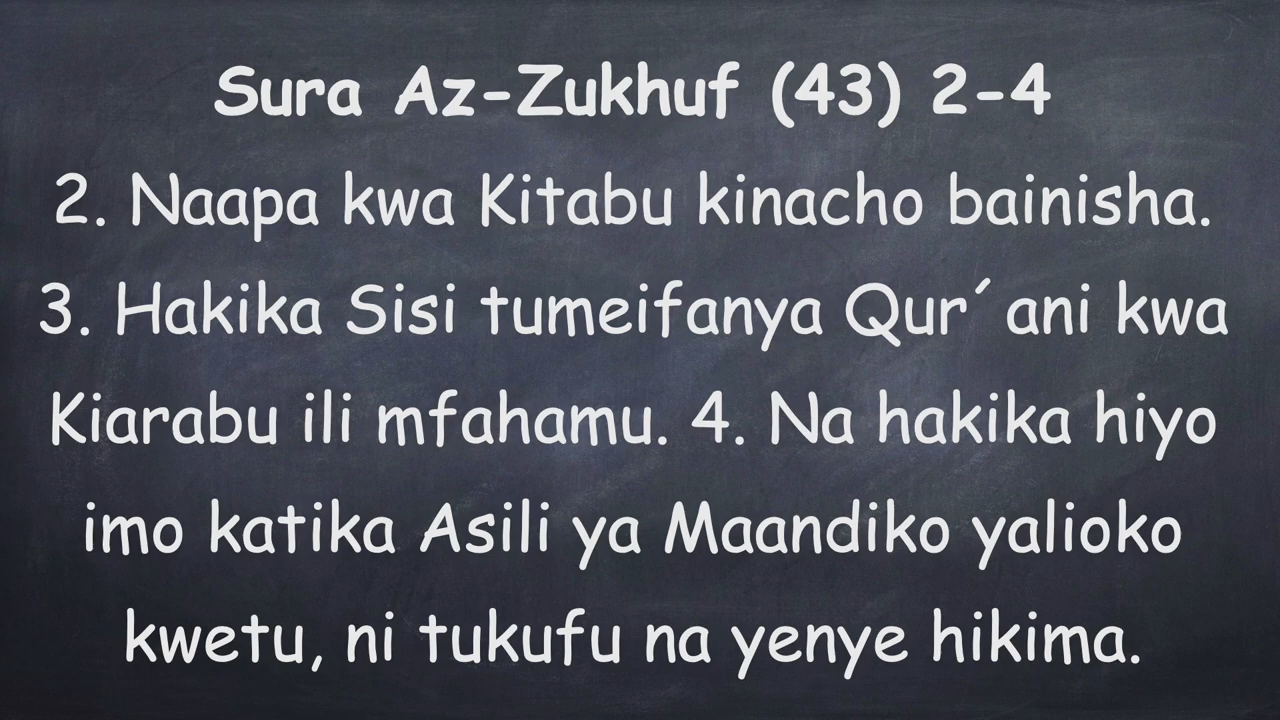 Sura Az-Zukhuf (43) 2-4
2. Naapa kwa Kitabu kinacho bainisha.
3. Hakika Sisi tumeifanya Qur´ani kwa
Kiarabu ili mfahamu. 4. Na hakika hiyo
imo katika Asili ya Maandiko yalioko
kwetu, ni tukufu na yenye hikima.